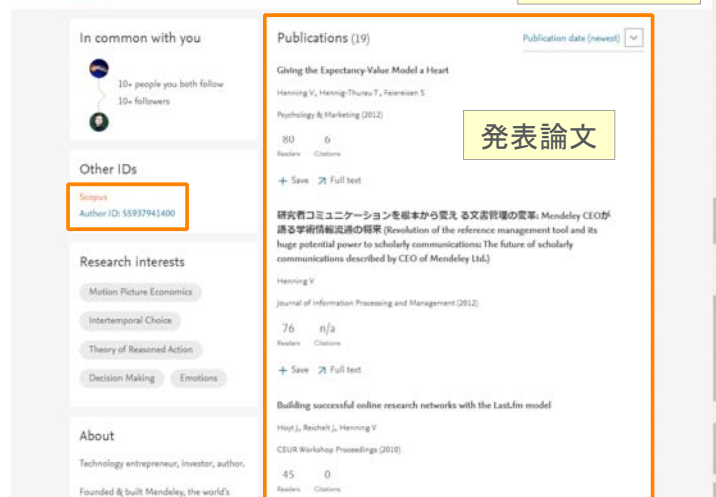 In common with you
10+ people you both follow
10+ followers
Other IDs
Scopus
Author ID: 55937941400
Research interests
Motion Picture Economics
Intertemporal Choice
Theory of Reasoned Action
Decision Making
Emotions
About
Technology entrepreneur, investor, author.
Founded & built Mendeley, the world's
Publications (19)
Publication date (newest)
Giving the Expectancy-Value Model a Heart
Henning V, Hennig-Thurau T, Feiereisen S
Psychology & Marketing (2012)
80 6
Readers Citations
+ Save Full text
発表論文
研究者コミュニケーションを根本から変え る文書管理の変革: Mendeley CEOが
語る学術情報流通の将来 (Revolution of the reference management tool and its
huge potential power to scholarly communications: The future of scholarly
communications described by CEO of Mendeley Ltd.)
Henning V
Journal of Information Processing and Management (2012)
76 n/a
Readers Citations
+ Save Full text
Building successful online research networks with the Last.fm model
Hoyt J, Reichelt J, Henning V
CEUR Workshop Proceedings (2010)
45 0
Readers Citations